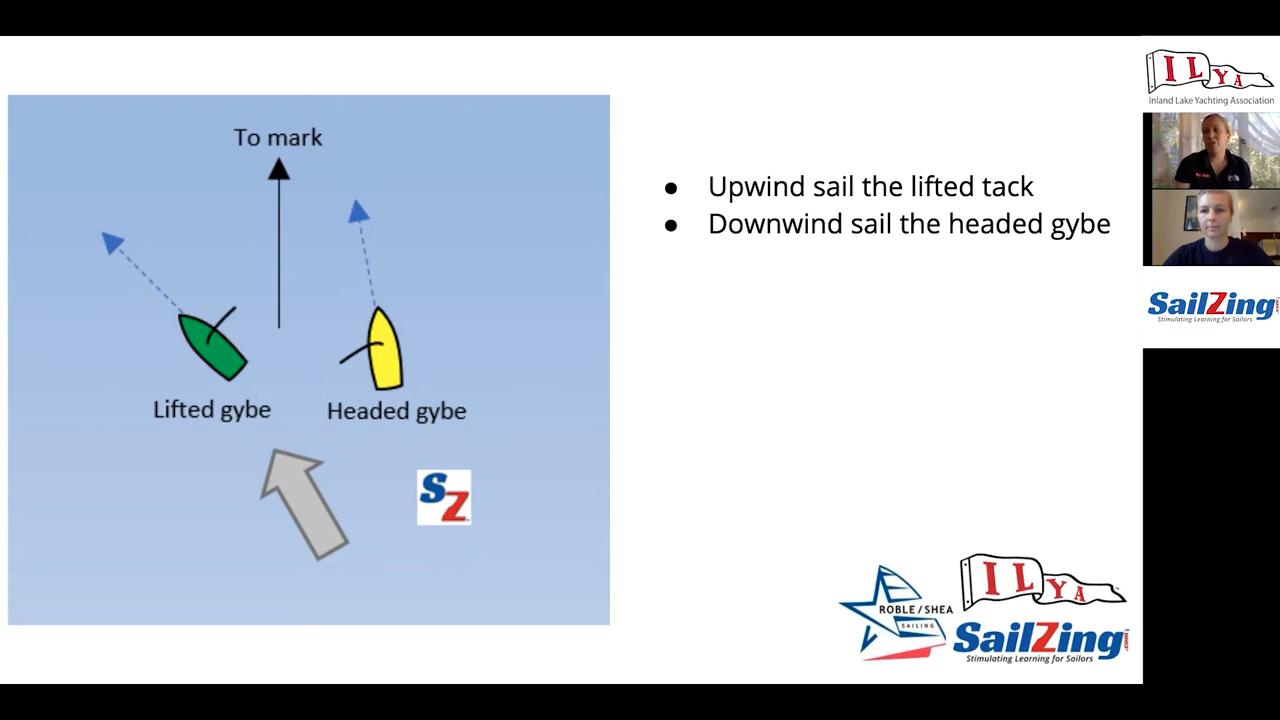 To mark
Lifted gybe
Headed gybe
SZ
● Upwind sail the lifted tack
● Downwind sail the headed gybe
ROBLE / SHEA
SAILING
ILYA
SailZing
Stimulating Learning for Sailors
ILYA
Inland Lake Yachting Association
SailZing
Stimulating Learning for Sailors